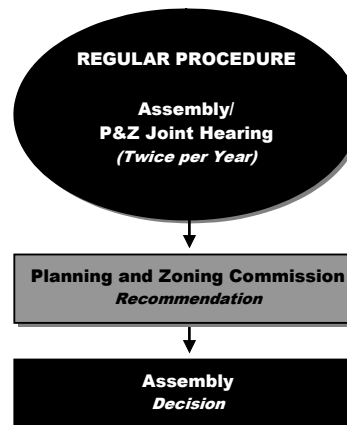 REGULAR PROCEDURE
Assembly/
P&Z Joint Hearing
(Twice per Year)
Planning and Zoning Commission
Recommendation
Assembly
Decision